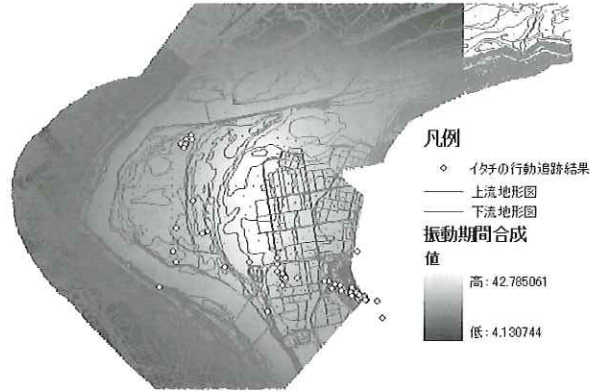 凡例
イタチの行動追跡結果
上流地形図
下流地形図
振動期間合成
値
高: 42.785061
低: 4.130744